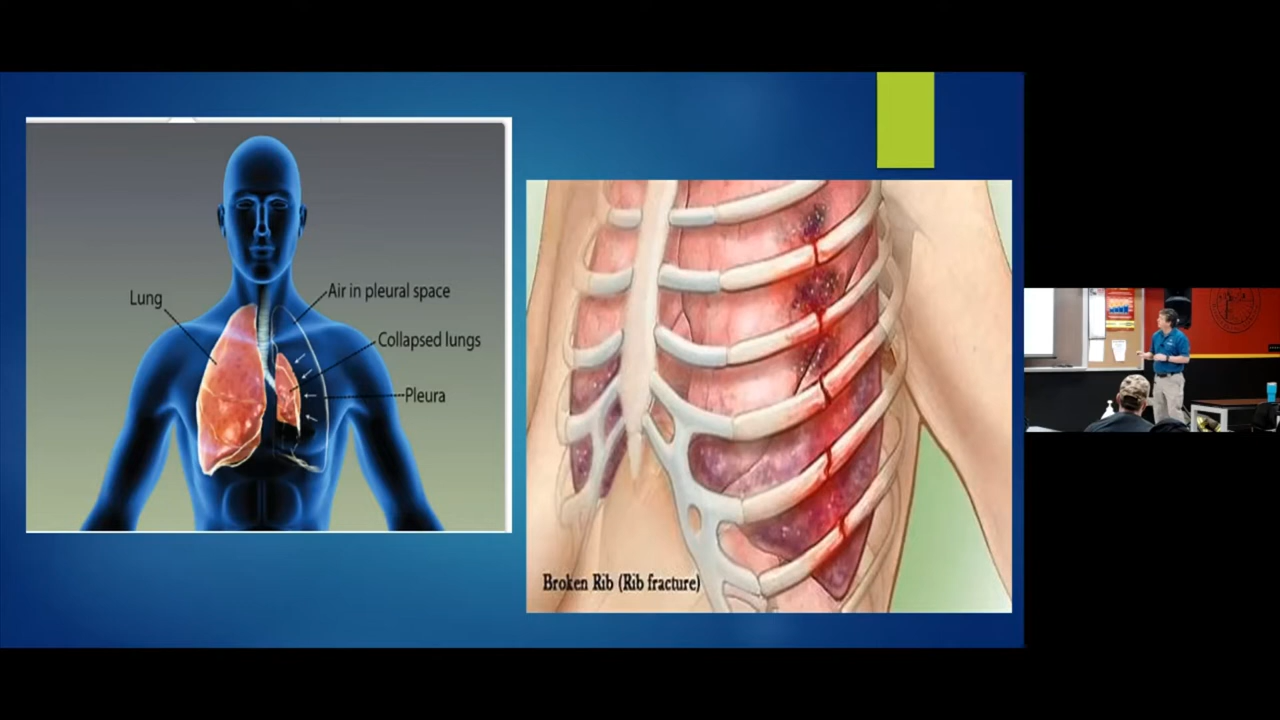 Lung
Air in pleural space
Collapsed lungs
Pleura
Broken Rib (Rib fracture)